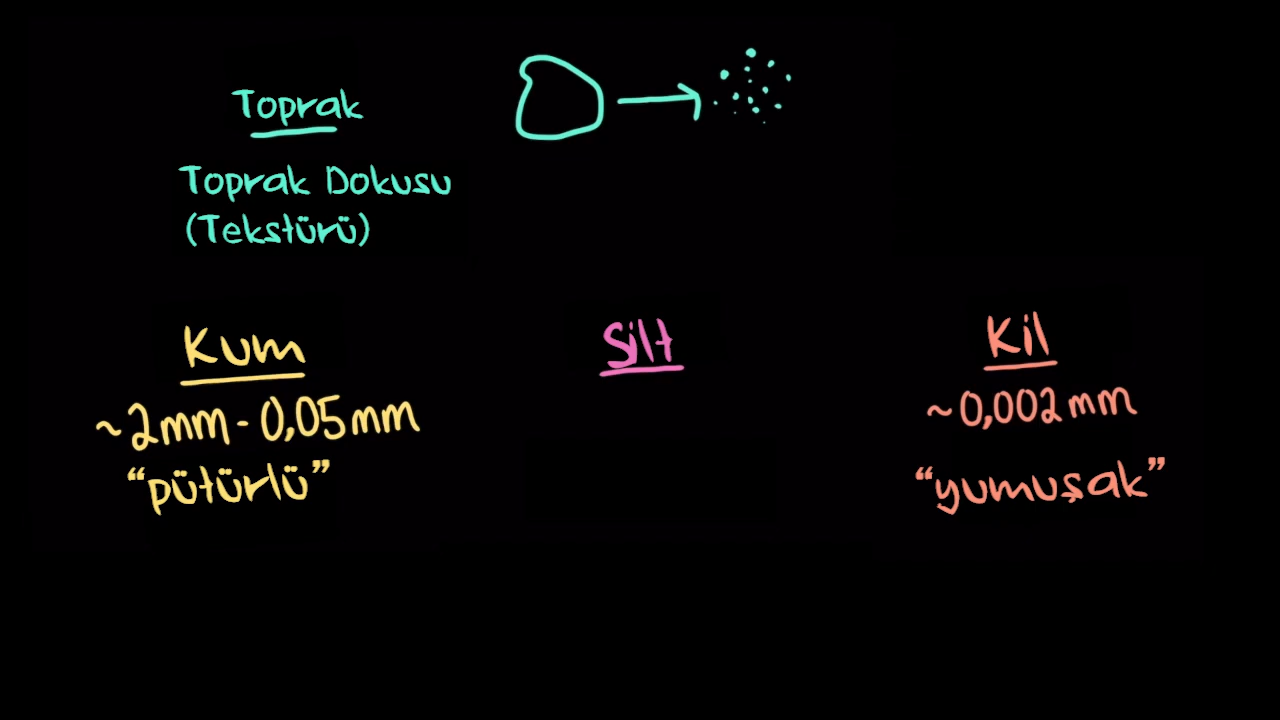 Toprak
Toprak Dokusu
(Tekstürü)
Kum
~2mm - 0,05mm
"pütürlü"
Silt
Kil
~0,002mm
"yumuşak"